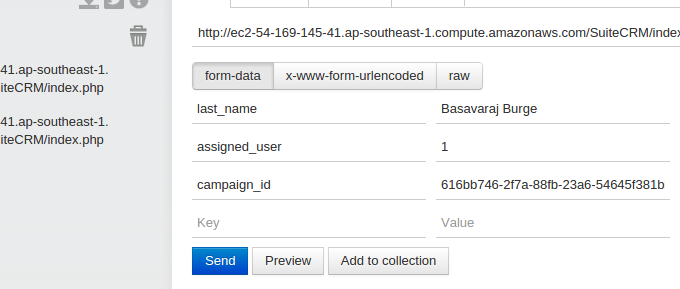 41.ap-southeast-1.
iteCRM/index.php
41.ap-southeast-1.
iteCRM/index.php
http://ec2-54-169-145-41.ap-southeast-1.compute.amazonaws.com/SuiteCRM/index
form-data x-www-form-urlencoded raw
last_name Basavaraj Burge
assigned_user 1
campaign_id 616bb746-2f7a-88fb-23a6-54645f381b
Key Value
Send Preview Add to collection